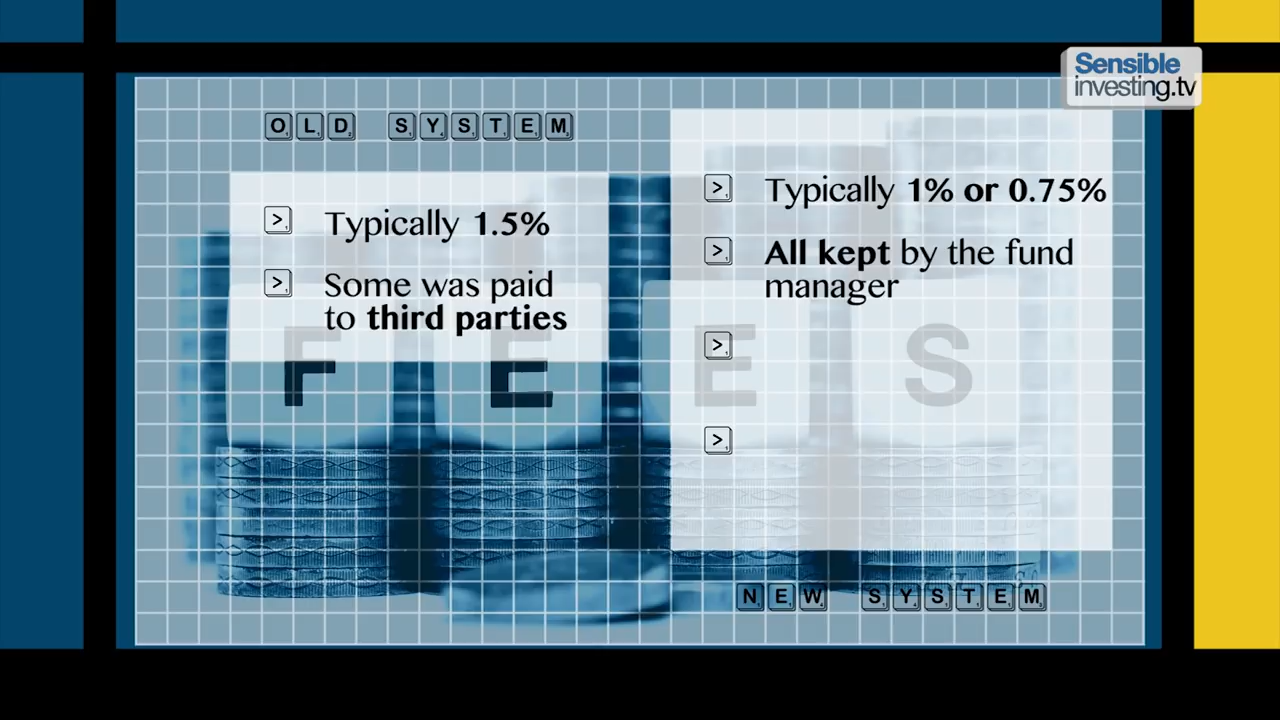 Sensible
investing.tv
OLD SYSTEM
> Typically 1.5%
> Some was paid
to third parties
> Typically 1% or 0.75%
> All kept by the fund
manager
>
>
FEES
NEW SYSTEM